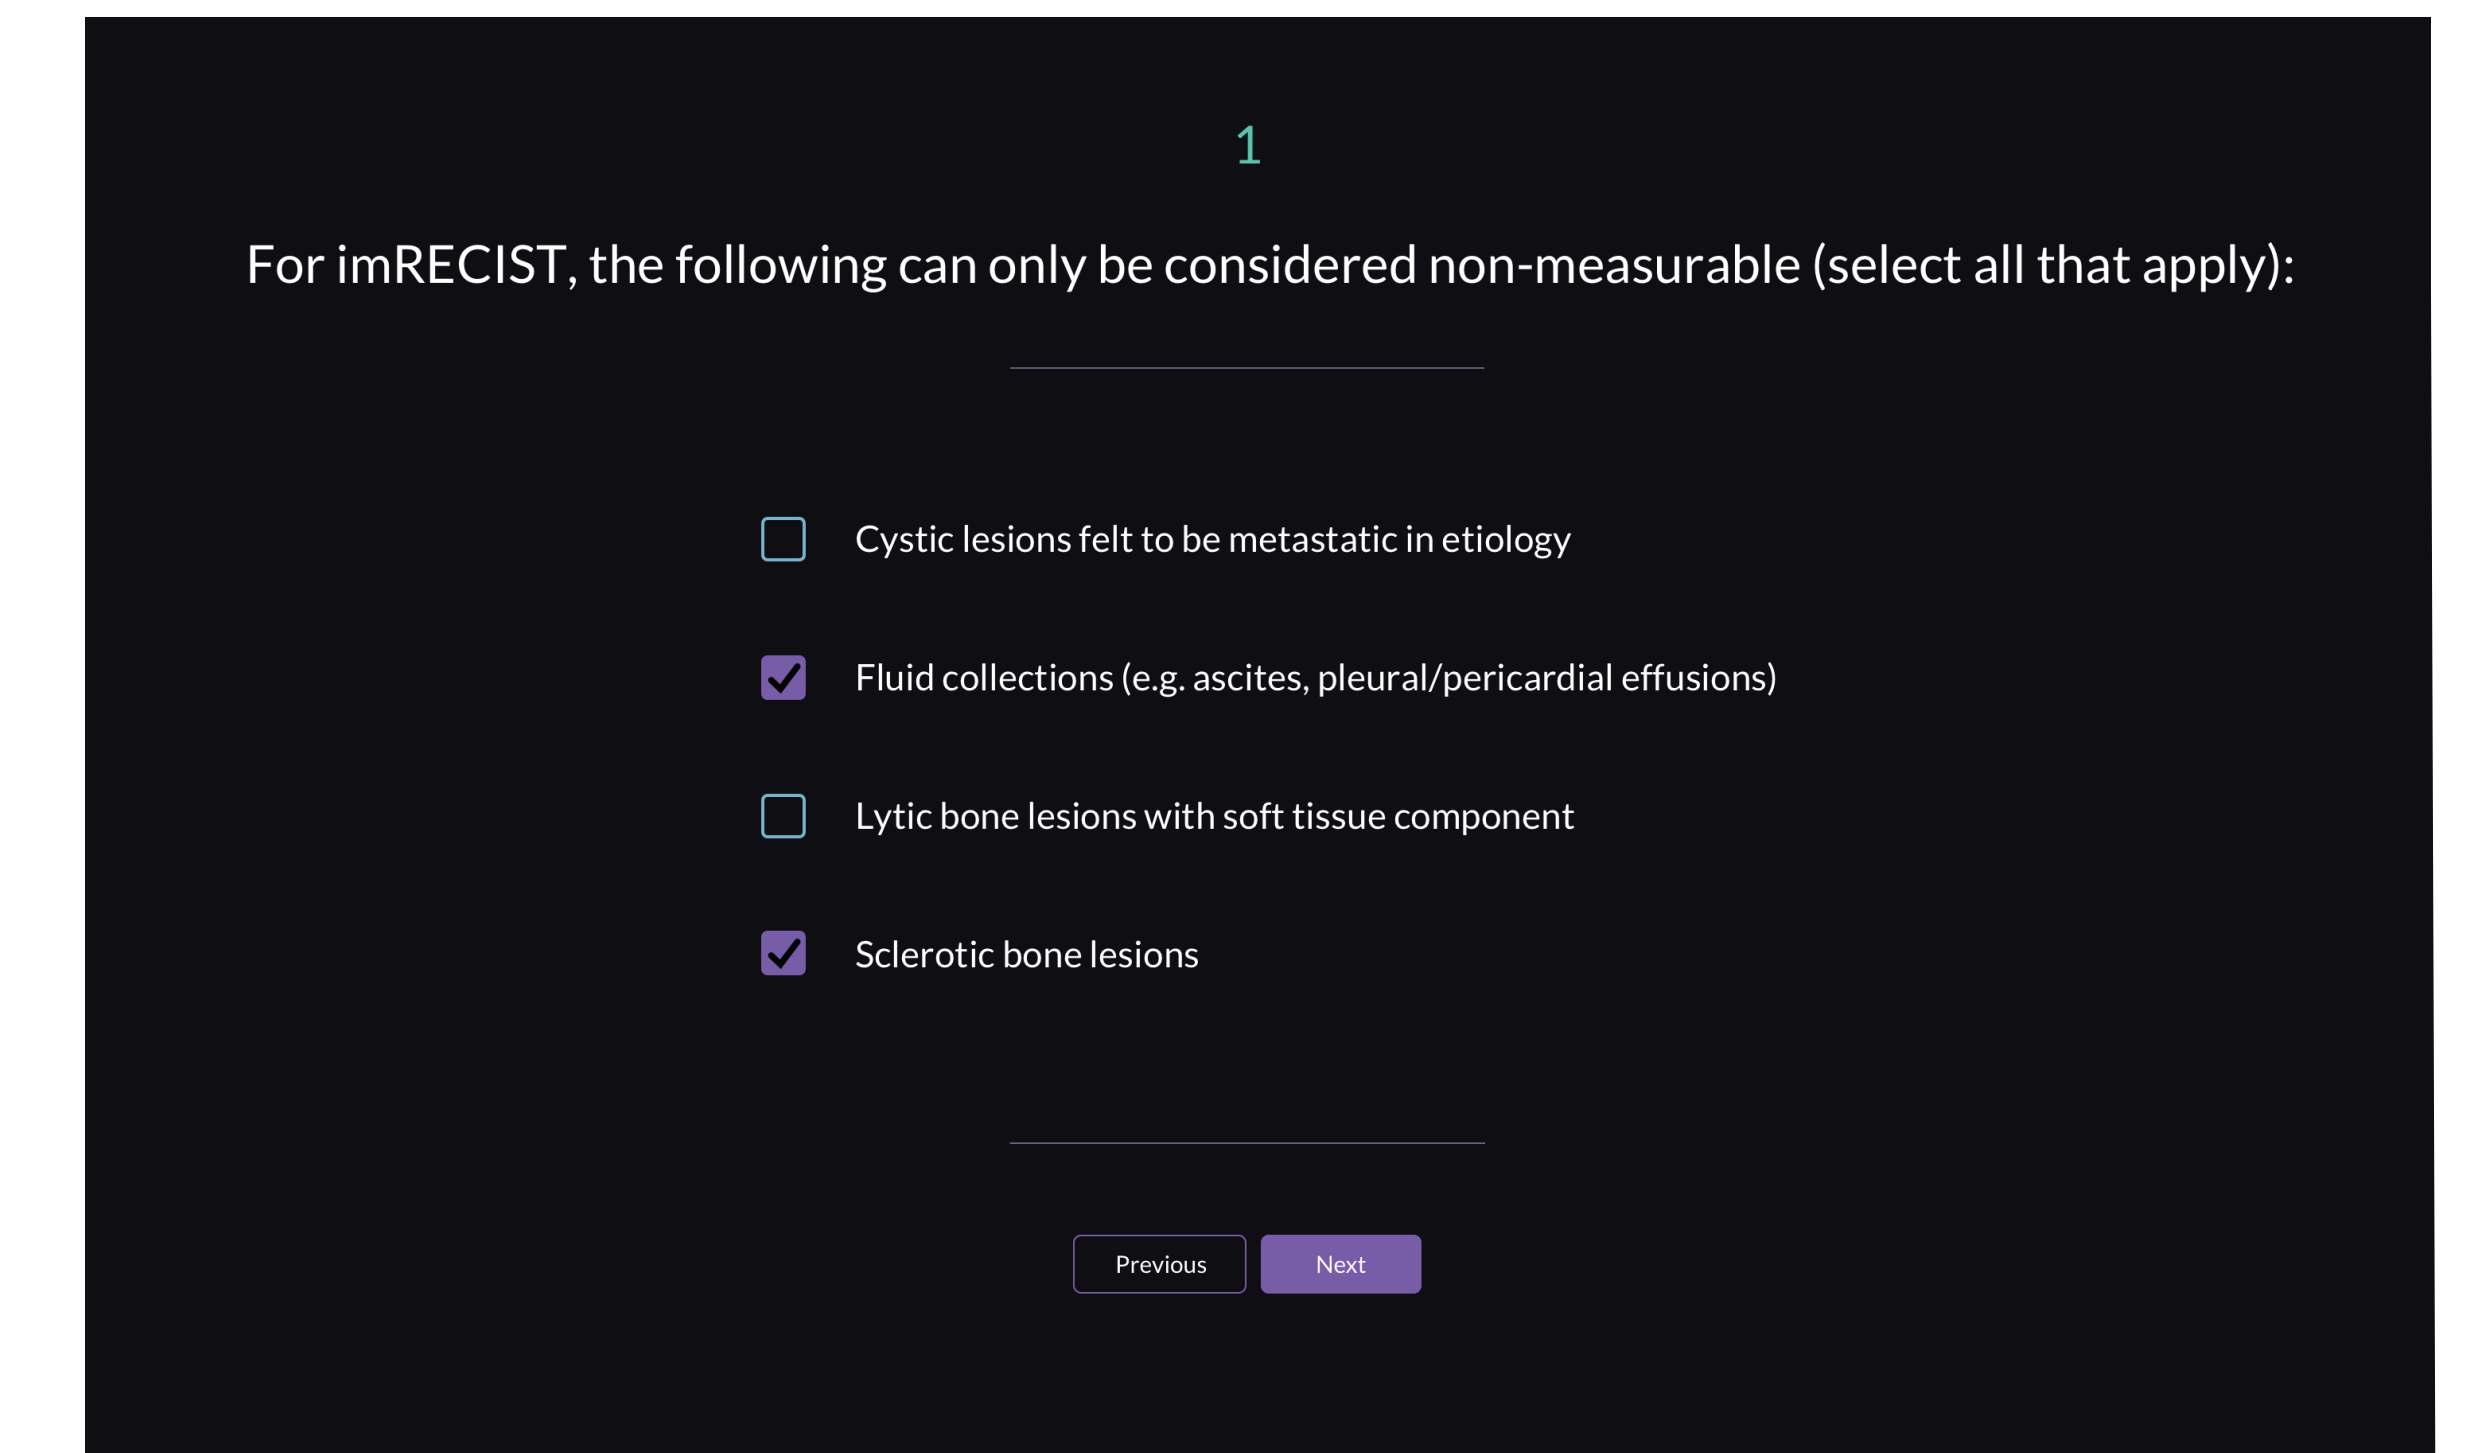 1
For imRECIST, the following can only be considered non-measurable (select all that apply):
Cystic lesions felt to be metastatic in etiology
Fluid collections (e.g. ascites, pleural/pericardial effusions)
Lytic bone lesions with soft tissue component
Sclerotic bone lesions
Previous Next